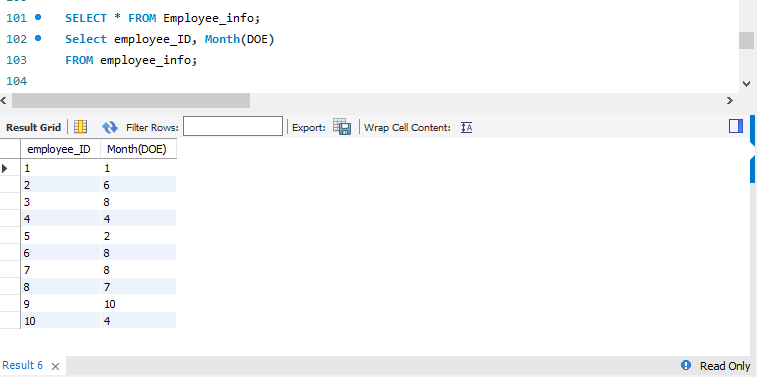 101 SELECT * FROM Employee_info;
102 Select employee_ID, Month(DOE)
103 FROM employee_info;
104
Result Grid Filter Rows: Export: Wrap Cell Content:
employee_ID Month(DOE)
1 1
2 6
3 8
4 4
5 2
6 8
7 8
8 7
9 10
10 4
Result 6 Read Only